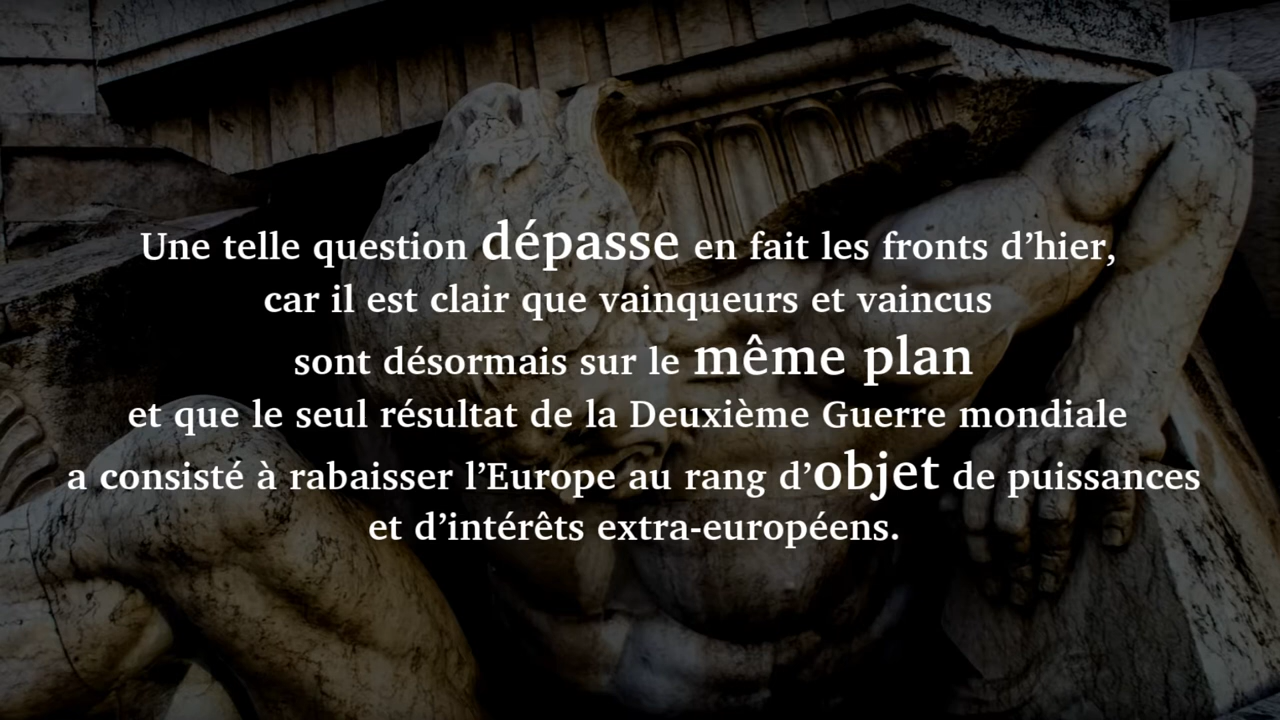 Une telle question dépasse en fait les fronts d’hier,
car il est clair que vainqueurs et vaincus
sont désormais sur le même plan
et que le seul résultat de la Deuxième Guerre mondiale
a consisté à rabaisser l’Europe au rang d’objet de puissances
et d’intérêts extra-européens.